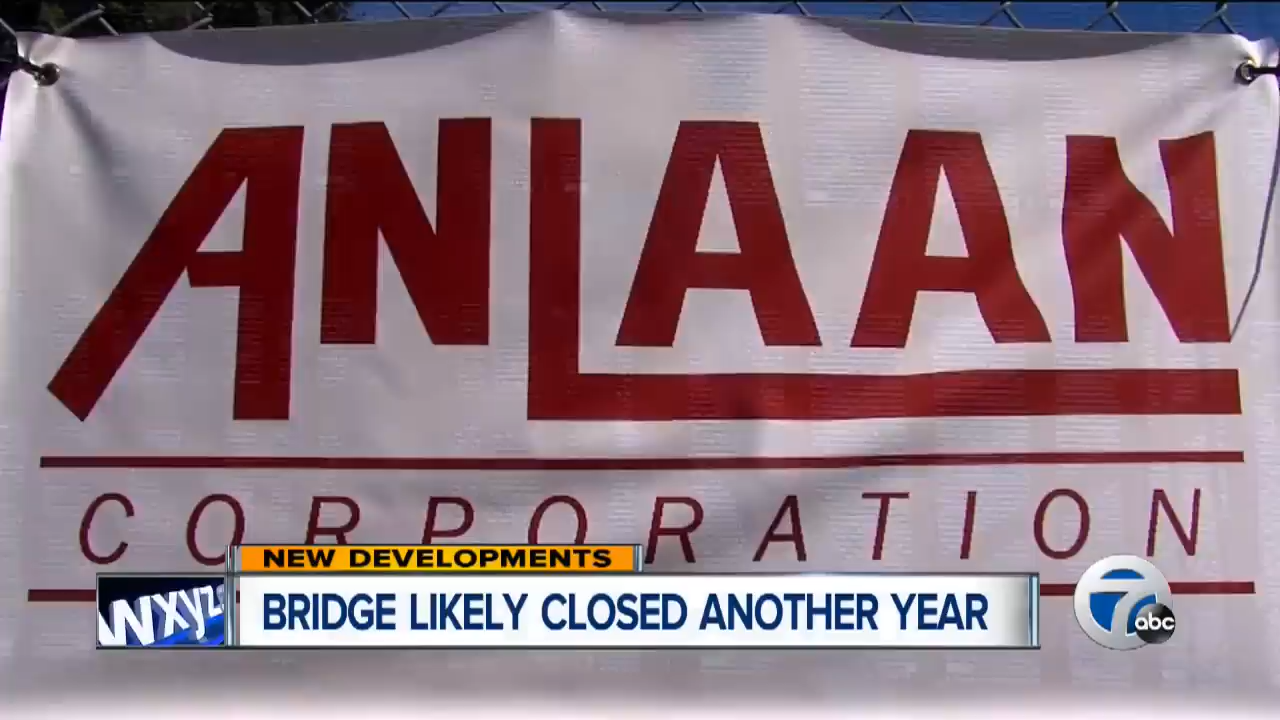 ANLAAN
CORPORATION
NEW DEVELOPMENTS
WXYZ
BRIDGE LIKELY CLOSED ANOTHER YEAR
7
abc